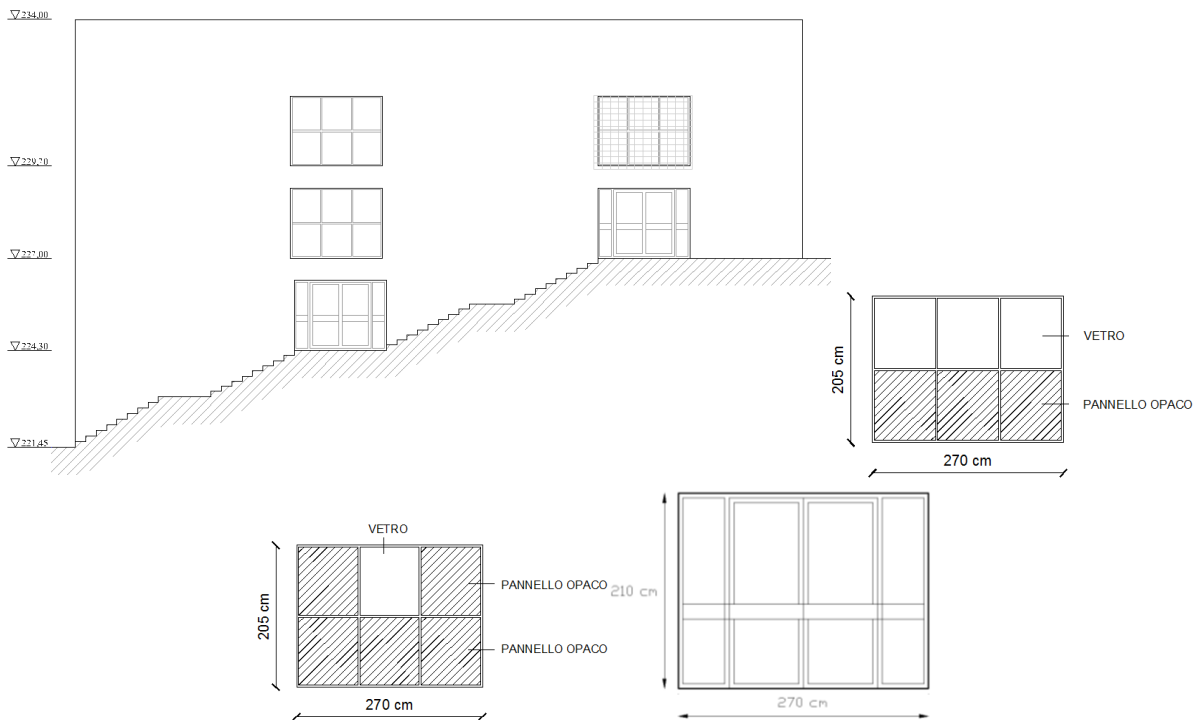 234,00
229,70
227,00
224,30
221,45
VETRO
205 cm
PANNELLO OPACO
270 cm
VETRO
PANNELLO OPACO
205 cm
PANNELLO OPACO
270 cm
210 cm
270 cm